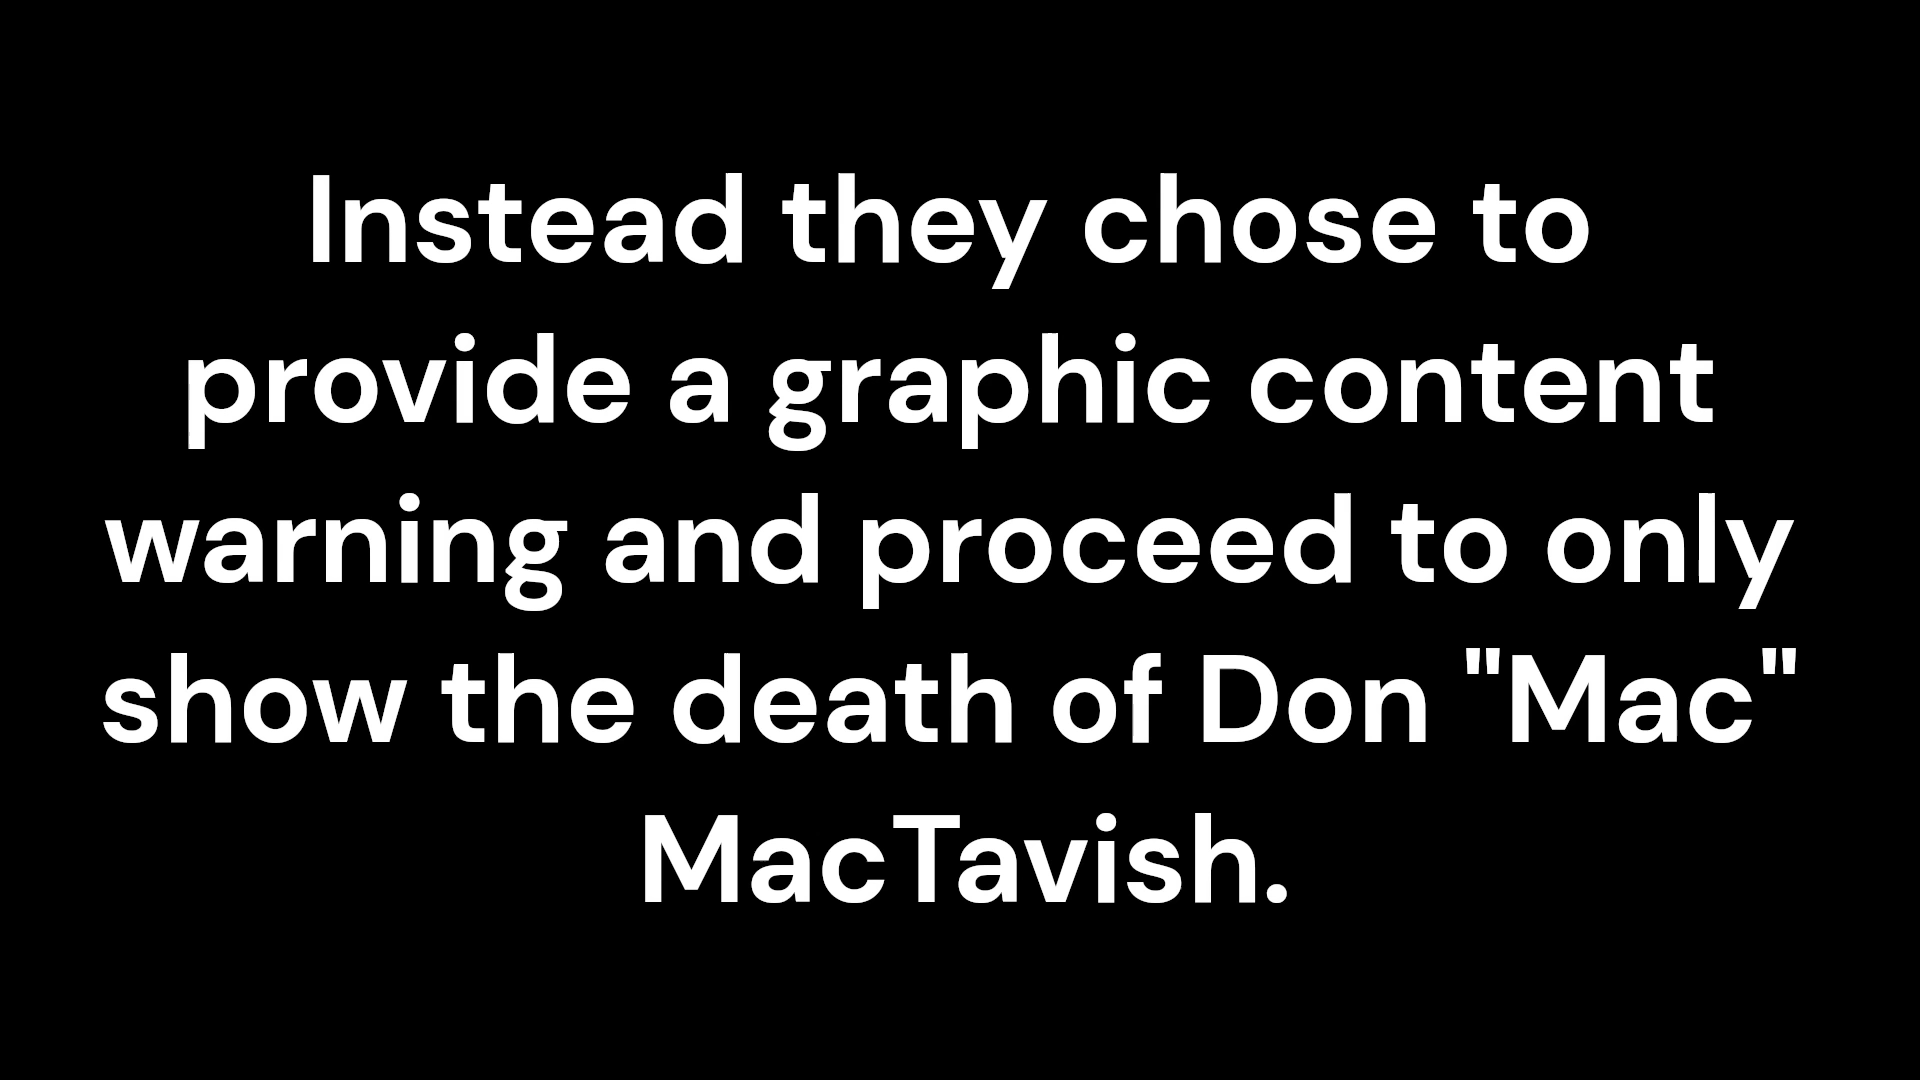 Instead they chose to
provide a graphic content
warning and proceed to only
show the death of Don "Mac"
MacTavish.